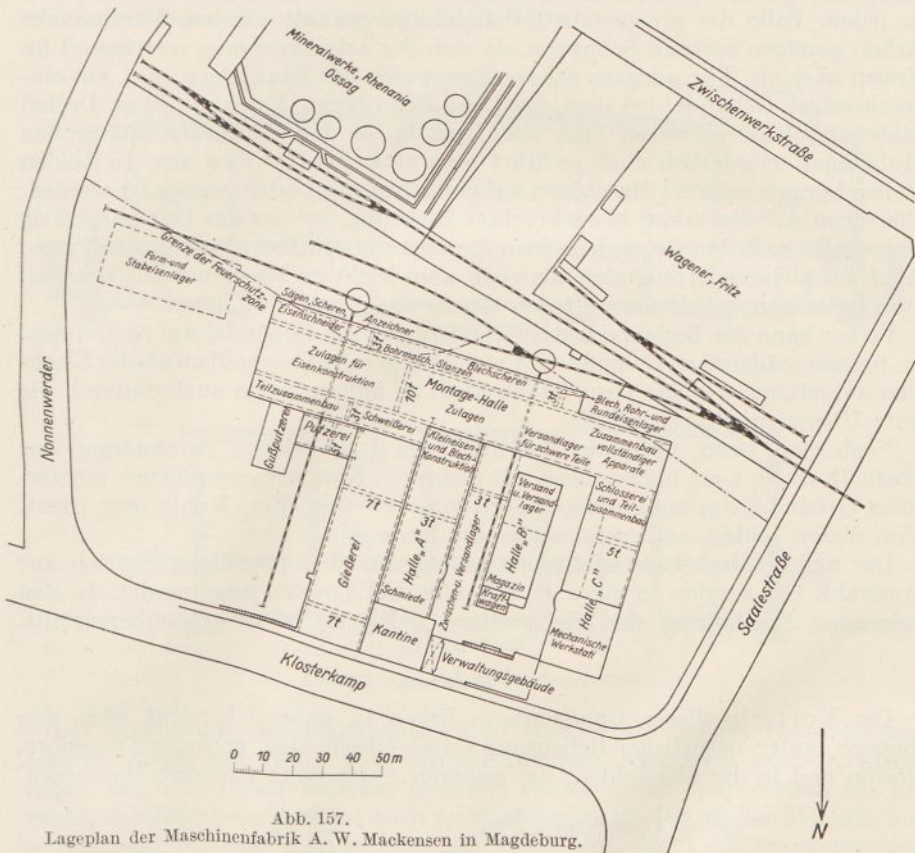 Mineralwerke, Rhenania
Ossag
Zwischenwerkstraße
Wagener, Fritz
Grenze der Feuerschutz-
zone
Form- und
Stabeisenlager
Sägen, Scheren,
Eisenschneider
Anzeichner
3t
Bohrmasch., Stanzen
Blechscheren
Zulagen für
Eisenkonstruktion
10t
Montage-Halle
Zulagen
Blech, Rohr- und
Rundeisenlager
Teilzusammenbau
3t
Schweißerei
Kleineisen-
und Blech-
Konstruktion
Versandlager
für schwere Teile
Zusammenbau
vollständiger
Apparate
Gußputzerei
Putzerei
Versand
u. Versand-
lager
Schlosserei
und Teil-
zusammenbau
Nonnenwerder
7t
3t
3t
5t
Gießerei
Halle „A"
Zwischen- u. Versandlager
Halle „B"
Halle „C"
Magazin
Kraft-
wagen
Schmiede
7t
Kantine
Mechanische
Werkstatt
Verwaltungsgebäude
Klosterkamp
Saalestraße
0 10 20 30 40 50 m
N
Abb. 157.
Lageplan der Maschinenfabrik A. W. Mackensen in Magdeburg.